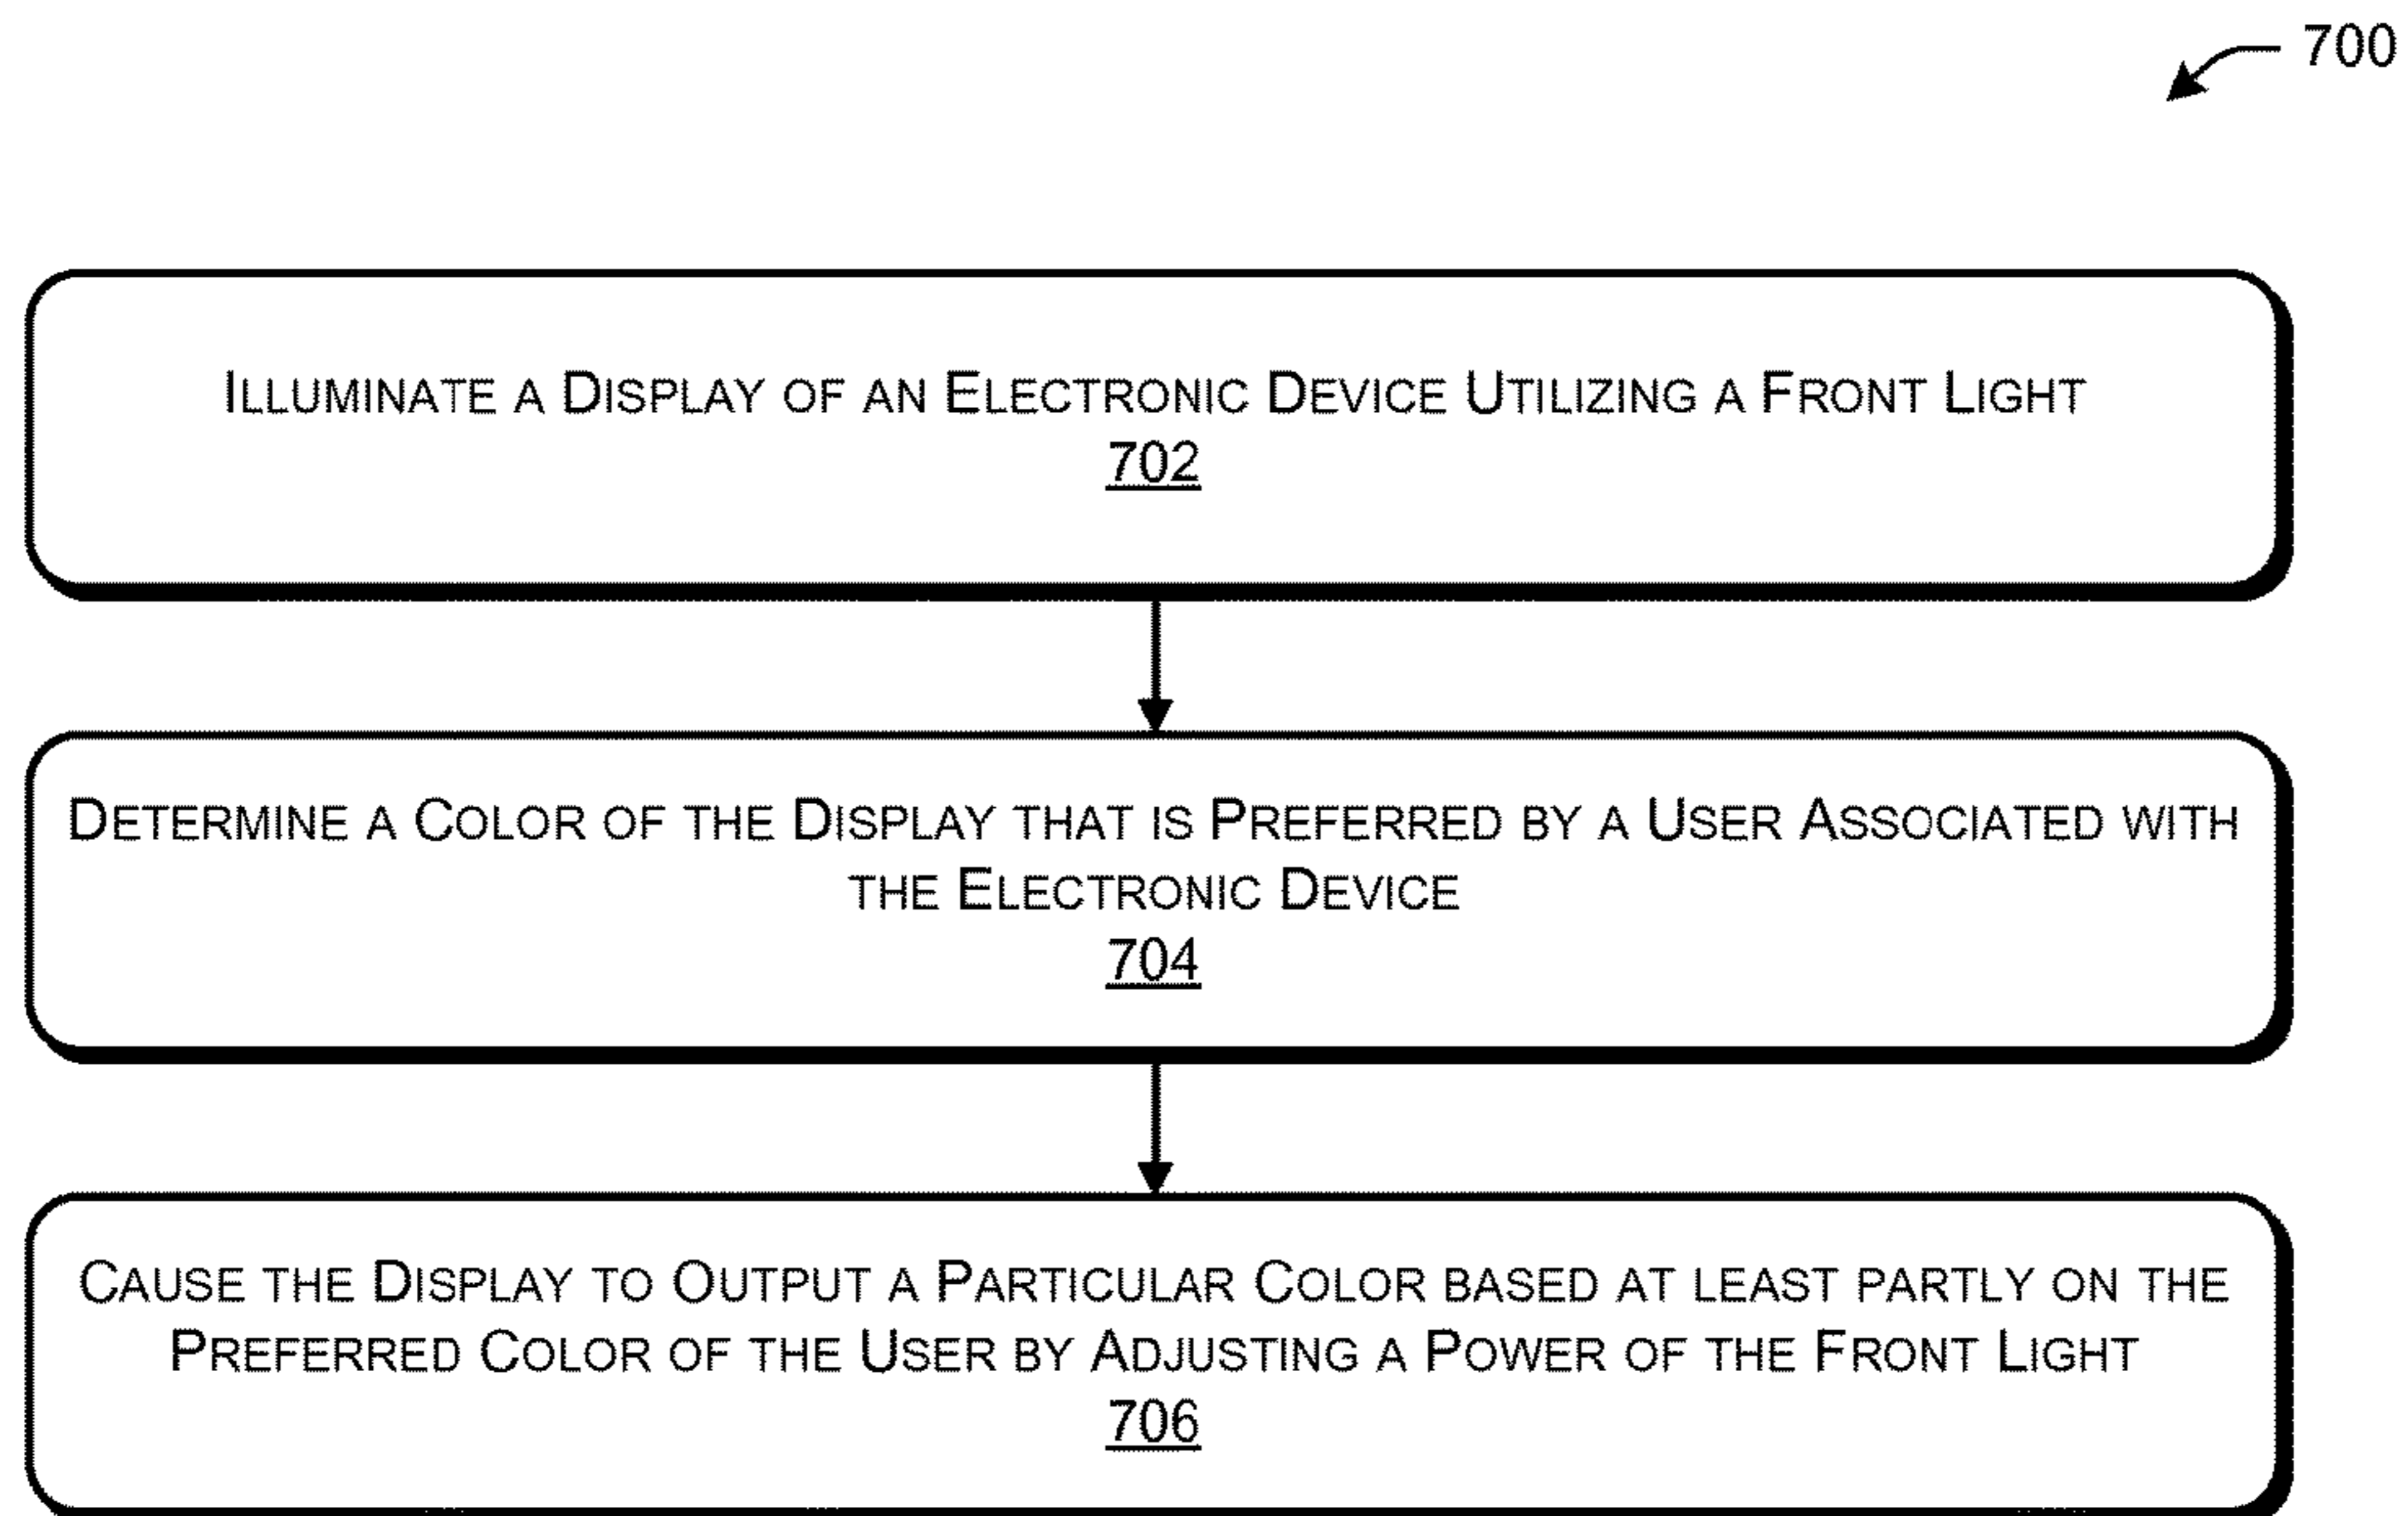 700
Illuminate a Display of an Electronic Device Utilizing a Front Light
702
Determine a Color of the Display that is Preferred by a User Associated with
the Electronic Device
704
Cause the Display to Output a Particular Color based at least partly on the
Preferred Color of the User by Adjusting a Power of the Front Light
706